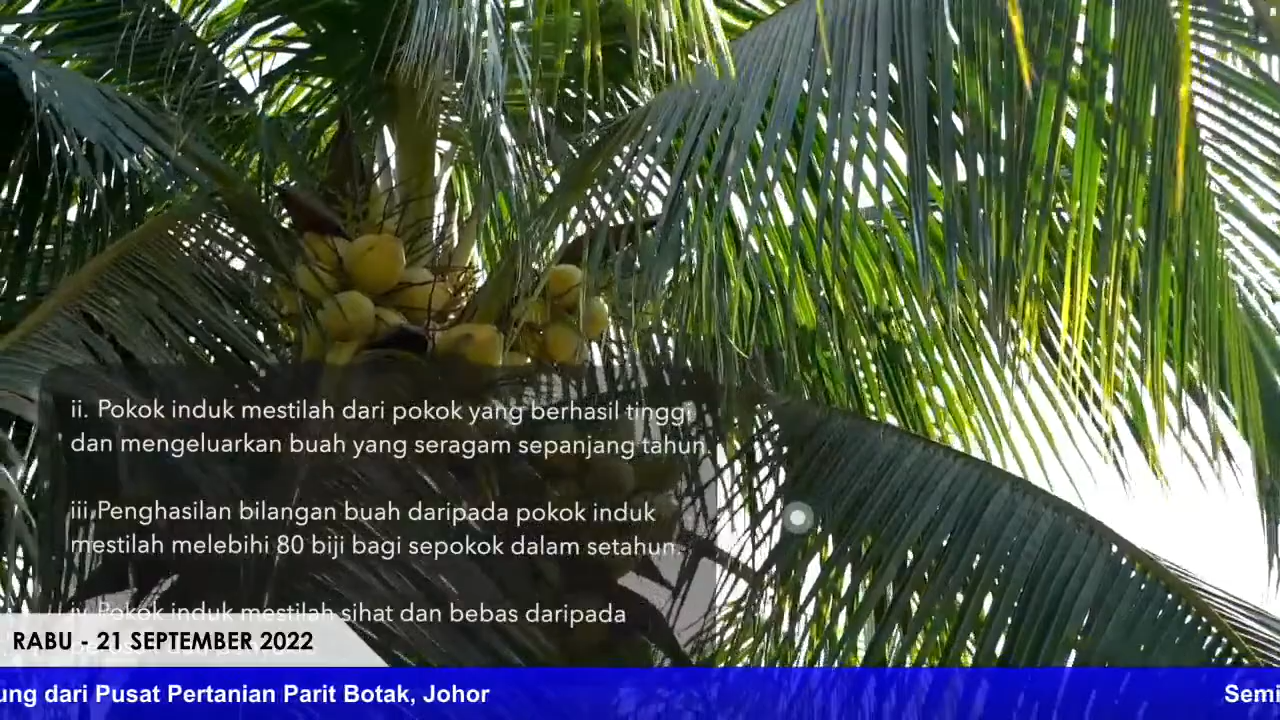 ii. Pokok induk mestilah dari pokok yang berhasil tinggi
dan mengeluarkan buah yang seragam sepanjang tahun.
iii. Penghasilan bilangan buah daripada pokok induk
mestilah melebihi 80 biji bagi sepokok dalam setahun.
iv. Pokok induk mestilah sihat dan bebas daripada
RABU - 21 SEPTEMBER 2022
ung dari Pusat Pertanian Parit Botak, Johor
Semi